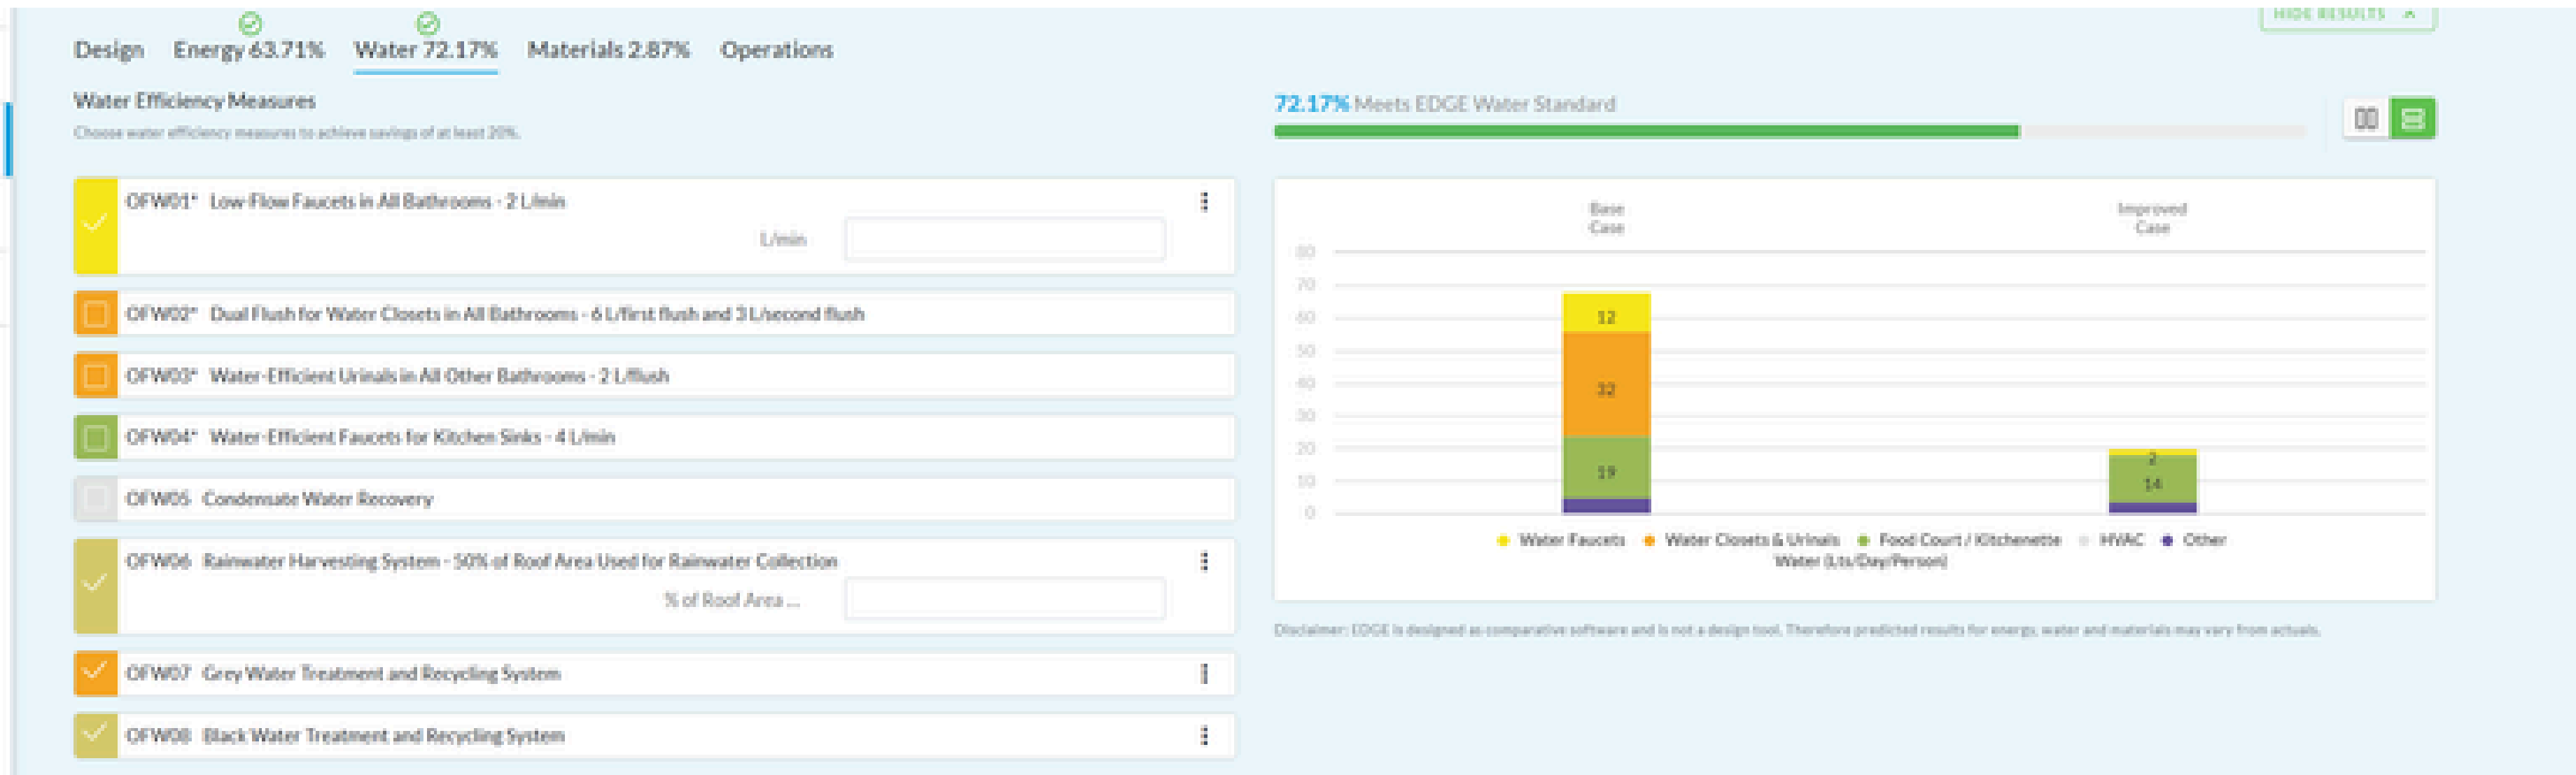 HIDE RESULTS
Design Energy 63.71% Water 72.17% Materials 2.87% Operations
Water Efficiency Measures
Choose water efficiency measures to achieve savings of at least 20%.
OFW01* Low-Flow Faucets in All Bathrooms - 2 L/min
L/min
OFW02* Dual Flush for Water Closets in All Bathrooms - 6 L/first flush and 3 L/second flush
OFW03* Water-Efficient Urinals in All Other Bathrooms - 2 L/flush
OFW04* Water-Efficient Faucets for Kitchen Sinks - 4 L/min
OFW05 Condensate Water Recovery
OFW06 Rainwater Harvesting System - 50% of Roof Area Used for Rainwater Collection
% of Roof Area ...
OFW07 Grey Water Treatment and Recycling System
OFW08 Black Water Treatment and Recycling System
72.17% Meets EDGE Water Standard
Base
Case
Improved
Case
80
70
60
50
40
30
20
10
0
12
32
19
2
14
Water Faucets Water Closets & Urinals Food Court / Kitchenette HVAC Other
Water (Lts/Day/Person)
Disclaimer: EDGE is designed as comparative software and is not a design tool. Therefore predicted results for energy, water and materials may vary from actuals.